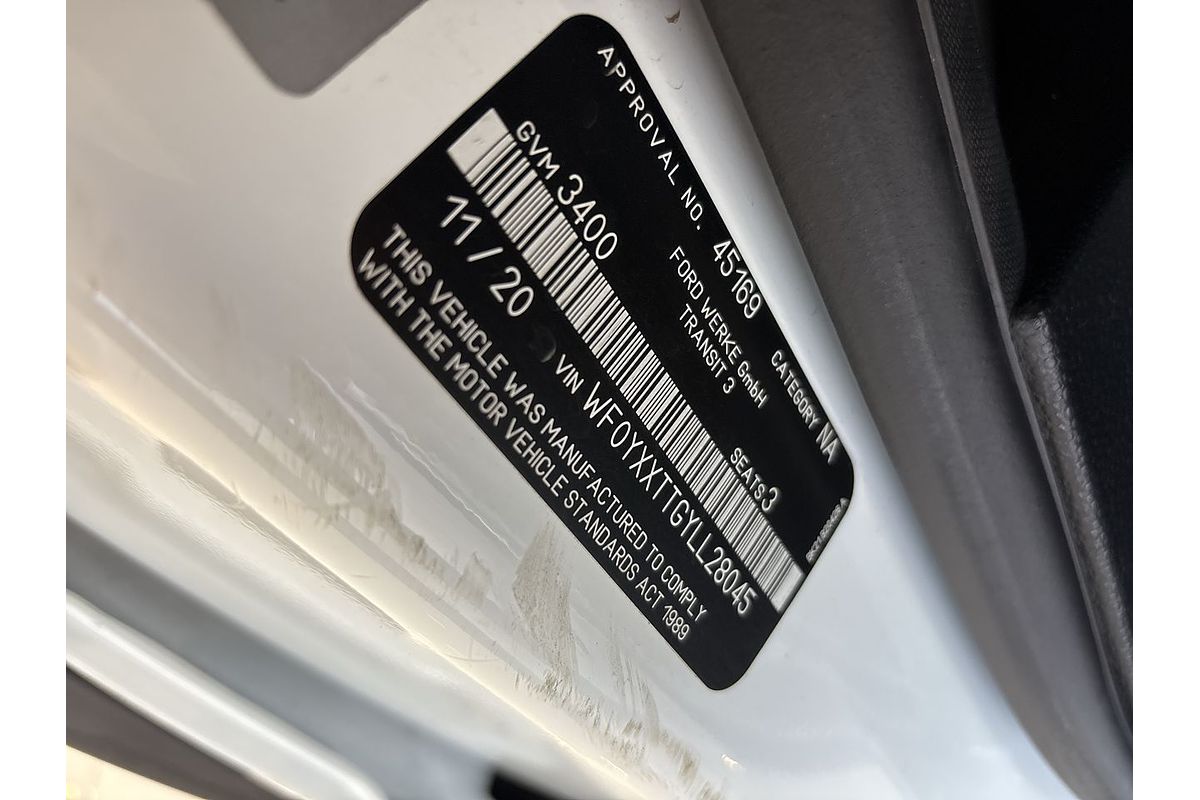 APPROVAL NO. 45169 CATEGORY NA
FORD WERKE GmbH
TRANSIT 3
GVM 3400 SEATS 3
11/20 VIN WF0YXXTTGYLL28045
THIS VEHICLE WAS MANUFACTURED TO COMPLY
WITH THE MOTOR VEHICLE STANDARDS ACT 1989